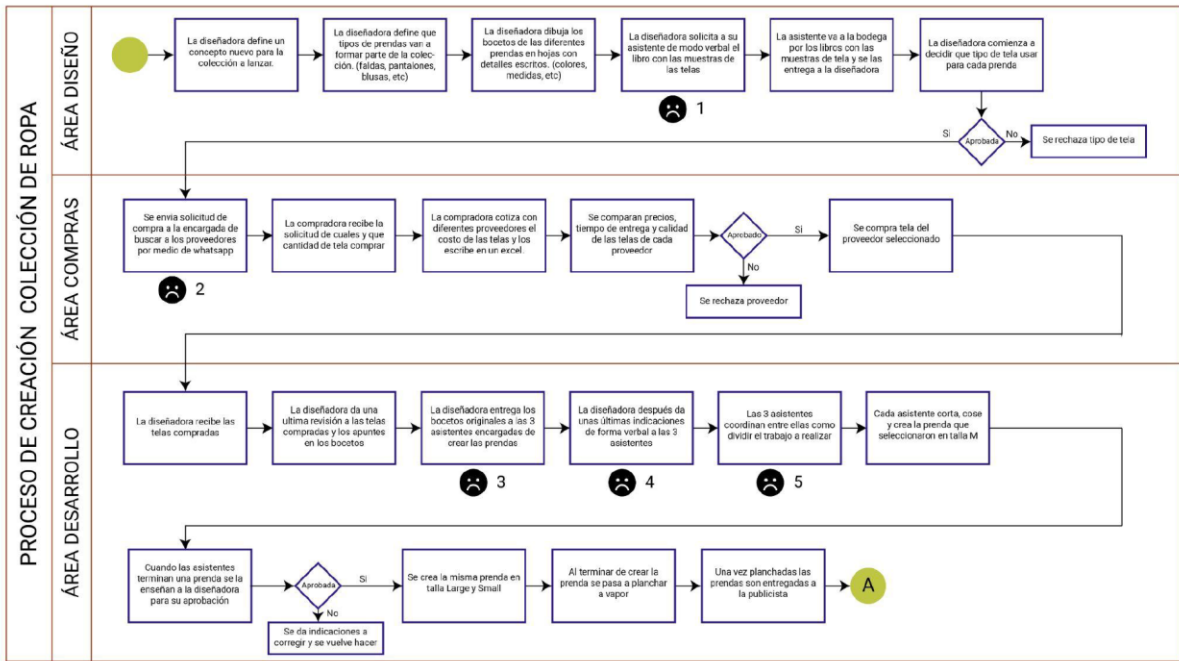 PROCESO DE CREACIÓN COLECCIÓN DE ROPA
ÁREA DISEÑO
La diseñadora define un
concepto nuevo para la
colección a lanzar.
La diseñadora define que
tipos de prendas van a
formar parte de la colec-
ción. (faldas, pantalones,
blusas, etc)
La diseñadora dibuja los
bocetos de las diferentes
prendas en hojas con
detalles escritos. (colores,
medidas, etc)
La diseñadora solicita a su
asistente de modo verbal el
libro con las muestras de
las telas
1
La asistente va a la bodega
por los libros con las
muestras de tela y se las
entrega a la diseñadora
La diseñadora comienza a
decidir que tipo de tela usar
para cada prenda
Aprobada
Si
No
Se rechaza tipo de tela
ÁREA COMPRAS
Se envia solicitud de
compra a la encargada de
buscar a los proveedores
por medio de whatsapp
2
La compradora recibe la
solicitud de cuales y que
cantidad de tela comprar
La compradora cotiza con
diferentes proveedores el
costo de las telas y los
escribe en un excel.
Se comparan precios,
tiempo de entrega y calidad
de las telas de cada
proveedor
Aprobado
Si
No
Se rechaza proveedor
Se compra tela del
proveedor seleccionado
ÁREA DESARROLLO
La diseñadora recibe las
telas compradas
La diseñadora da una
ultima revisión a las telas
compradas y los apuntes
en los bocetos
La diseñadora entrega los
bocetos originales a las 3
asistentes encargadas de
crear las prendas
3
La diseñadora después da
unas últimas indicaciones
de forma verbal a las 3
asistentes
4
Las 3 asistentes
coordinan entre ellas como
dividir el trabajo a realizar
5
Cada asistente corta, cose
y crea la prenda que
seleccionaron en talla M
Cuando las asistentes
terminan una prenda se la
enseñan a la diseñadora
para su aprobación
Aprobada
Si
No
Se da indicaciones a
corregir y se vuelve hacer
Se crea la misma prenda en
talla Large y Small
Al terminar de crear la
prenda se pasa a planchar
a vapor
Una vez planchadas las
prendas son entregadas a
la publicista
A